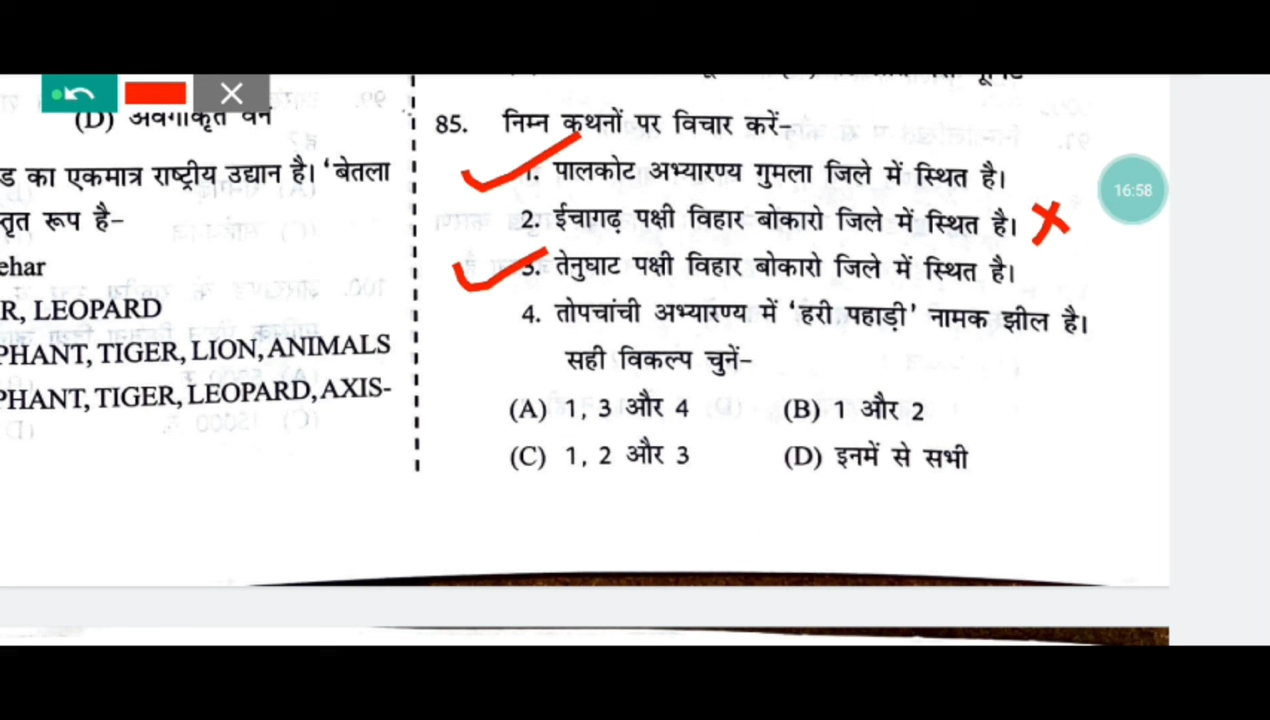 (D) अवर्गीकृत वन
ड का एकमात्र राष्ट्रीय उद्यान है। 'बेतला
तृत रूप है–
ehar
R, LEOPARD
PHANT, TIGER, LION, ANIMALS
PHANT, TIGER, LEOPARD, AXIS-
85. निम्न कथनों पर विचार करें–
1. पालकोट अभ्यारण्य गुमला जिले में स्थित है।
2. ईचागढ़ पक्षी विहार बोकारो जिले में स्थित है।
3. तेनुघाट पक्षी विहार बोकारो जिले में स्थित है।
4. तोपचांची अभ्यारण्य में 'हरी पहाड़ी' नामक झील है।
सही विकल्प चुनें–
(A) 1, 3 और 4 (B) 1 और 2
(C) 1, 2 और 3 (D) इनमें से सभी
16:58